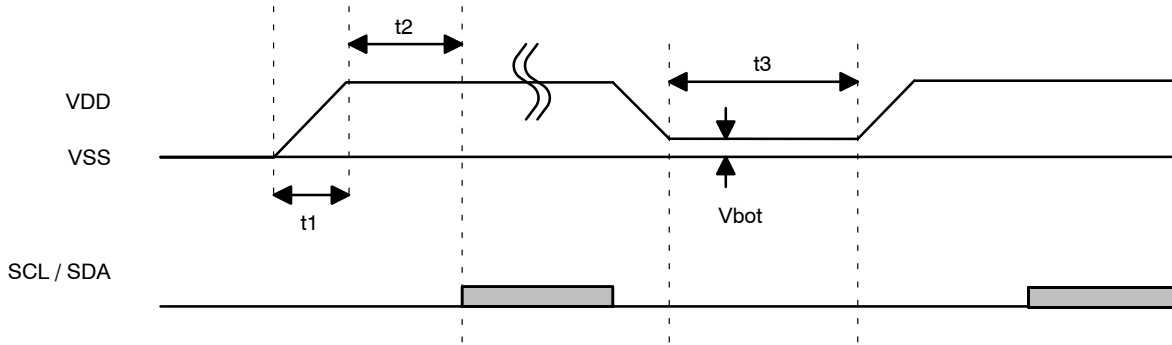 t2
t3
VDD
VSS
t1
Vbot
SCL / SDA